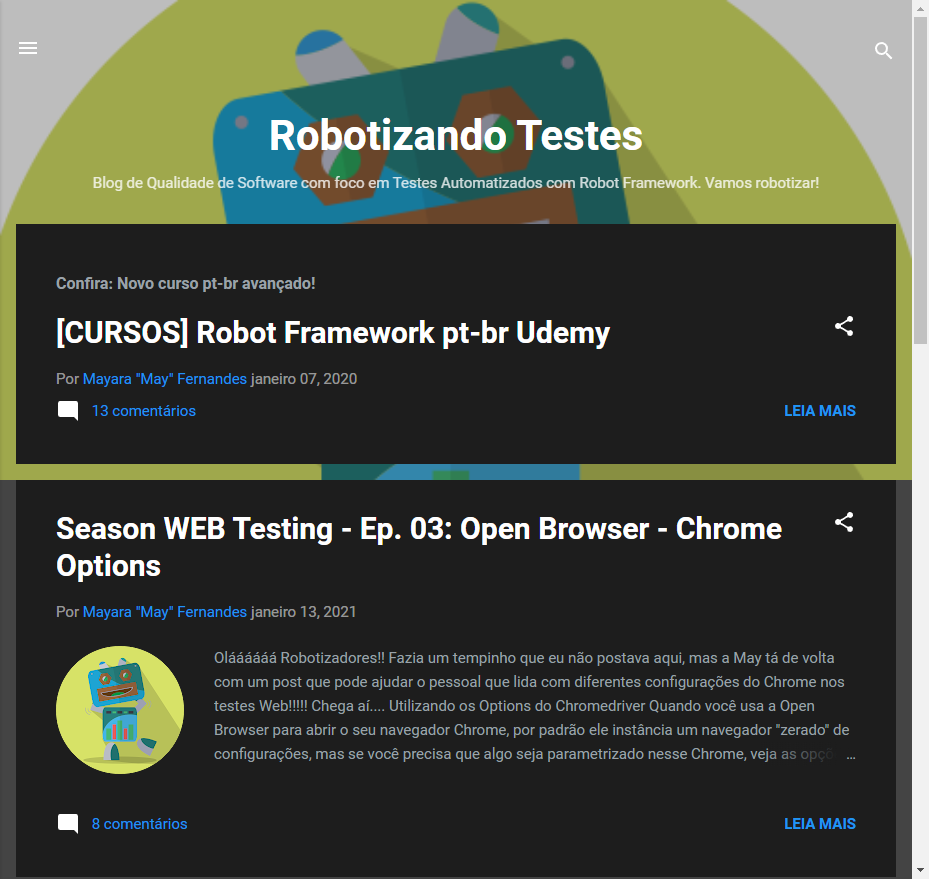 Robotizando Testes
Blog de Qualidade de Software com foco em Testes Automatizados com Robot Framework. Vamos robotizar!
Confira: Novo curso pt-br avançado!
[CURSOS] Robot Framework pt-br Udemy
Por Mayara "May" Fernandes janeiro 07, 2020
13 comentários
LEIA MAIS
Season WEB Testing - Ep. 03: Open Browser - Chrome
Options
Por Mayara "May" Fernandes janeiro 13, 2021
Oláááááá Robotizadores!! Fazia um tempinho que eu não postava aqui, mas a May tá de volta
com um post que pode ajudar o pessoal que lida com diferentes configurações do Chrome nos
testes Web!!!!! Chega aí.... Utilizando os Options do Chromedriver Quando você usa a Open
Browser para abrir o seu navegador Chrome, por padrão ele instância um navegador "zerado" de
configurações, mas se você precisa que algo seja parametrizado nesse Chrome, veja as opçõ ...
8 comentários
LEIA MAIS